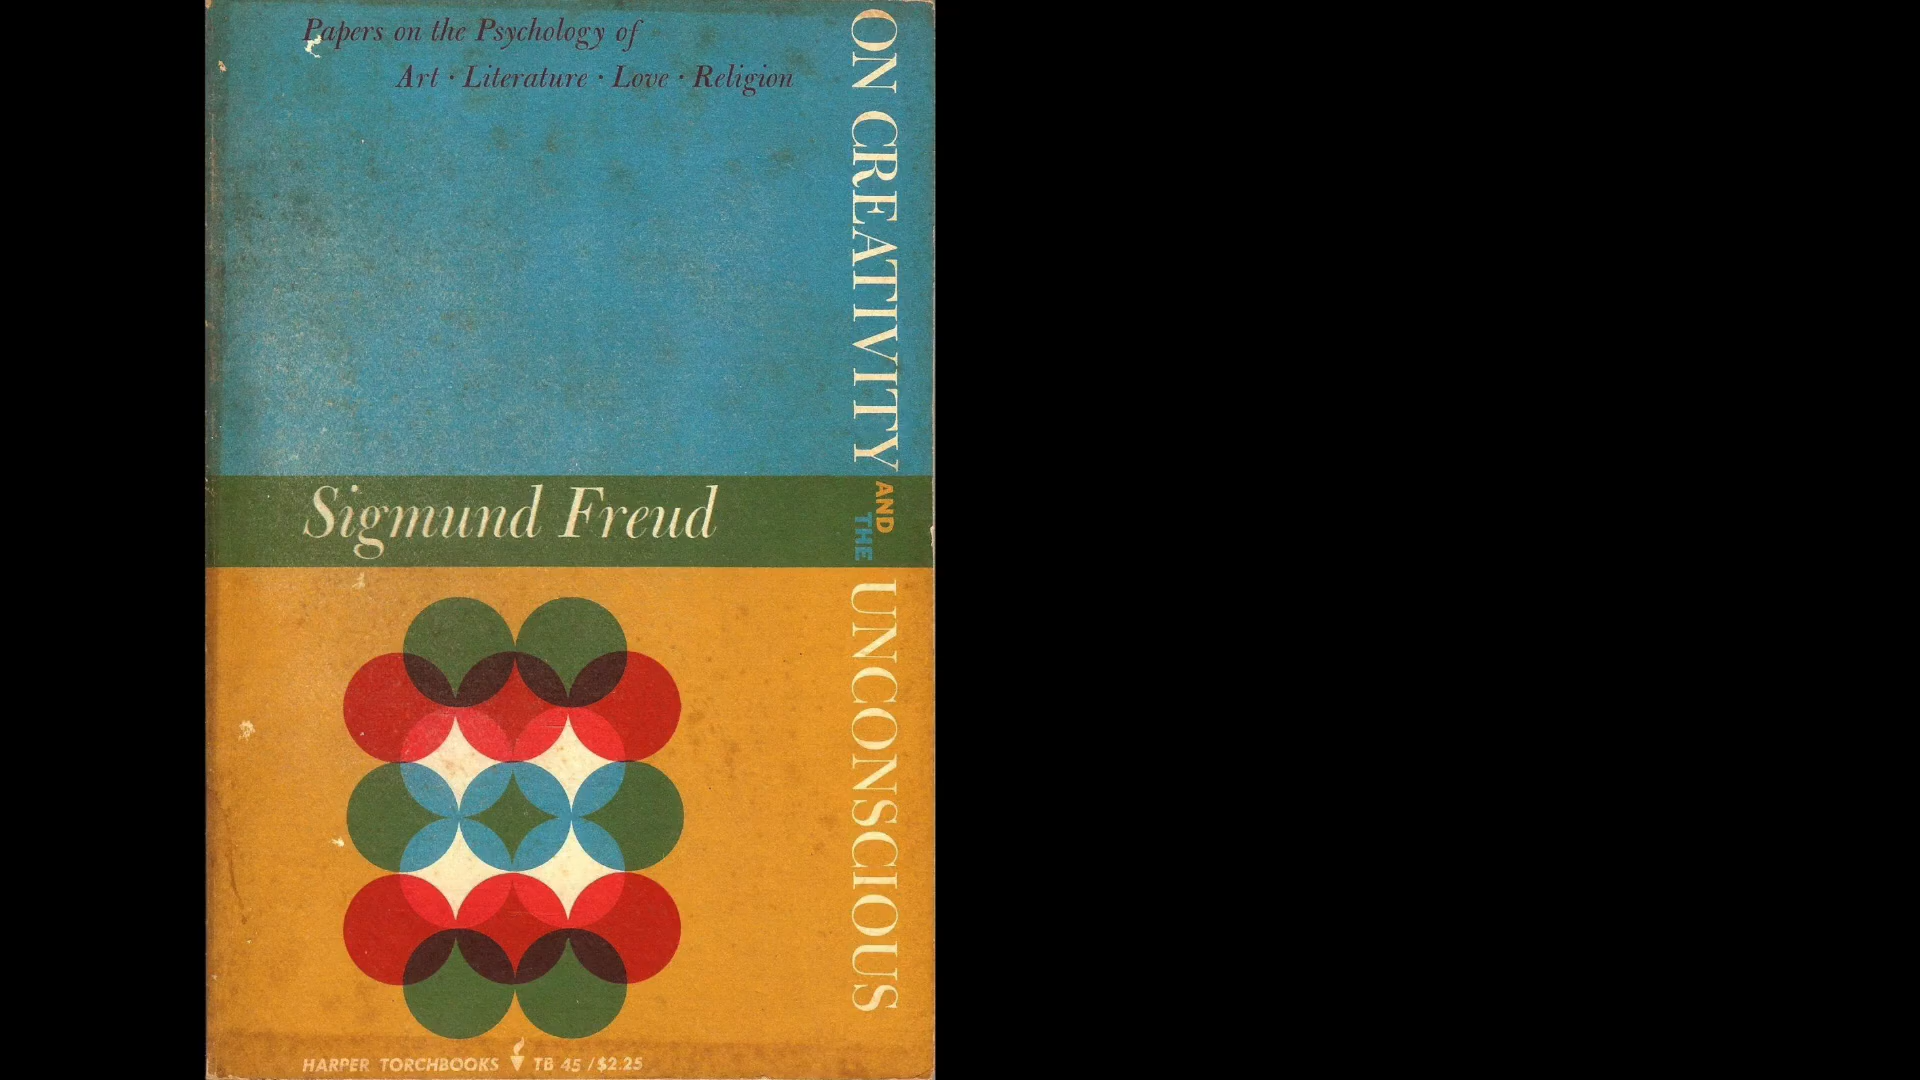 Papers on the Psychology of
Art · Literature · Love · Religion
ON CREATIVITY AND THE UNCONSCIOUS
Sigmund Freud
HARPER TORCHBOOKS TB 45 / $2.25